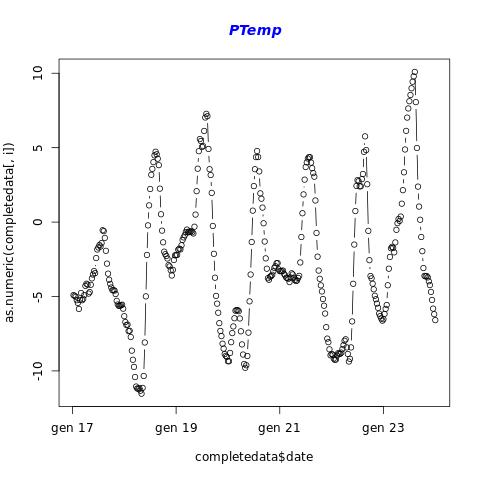 PTemp
as.numeric(completedata[, i])
10
5
0
-5
-10
gen 17
gen 19
gen 21
gen 23
completedata$date